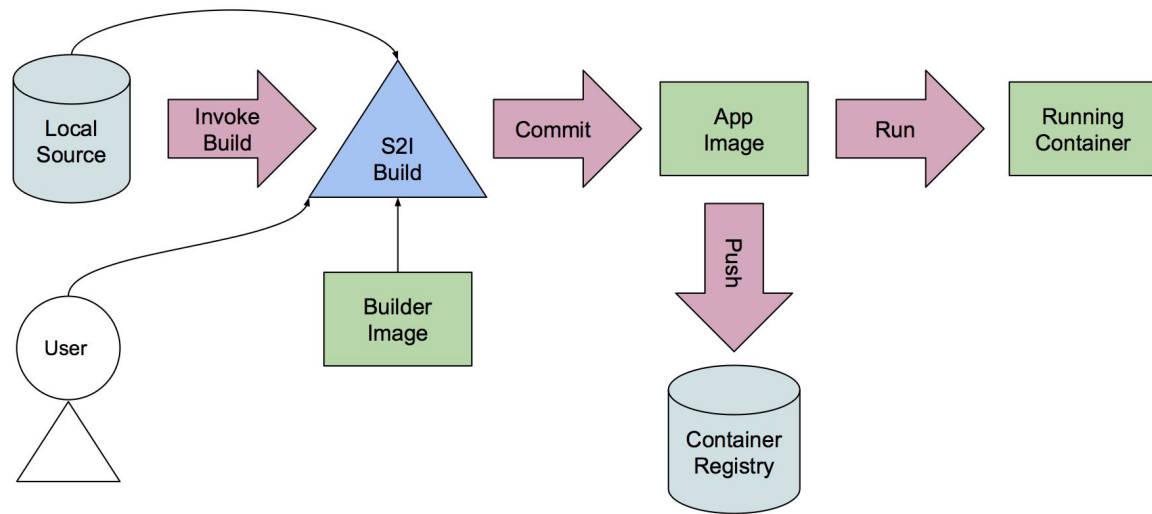 Local
Source
Invoke
Build
S2I
Build
Commit
App
Image
Run
Running
Container
Push
Builder
Image
User
Container
Registry